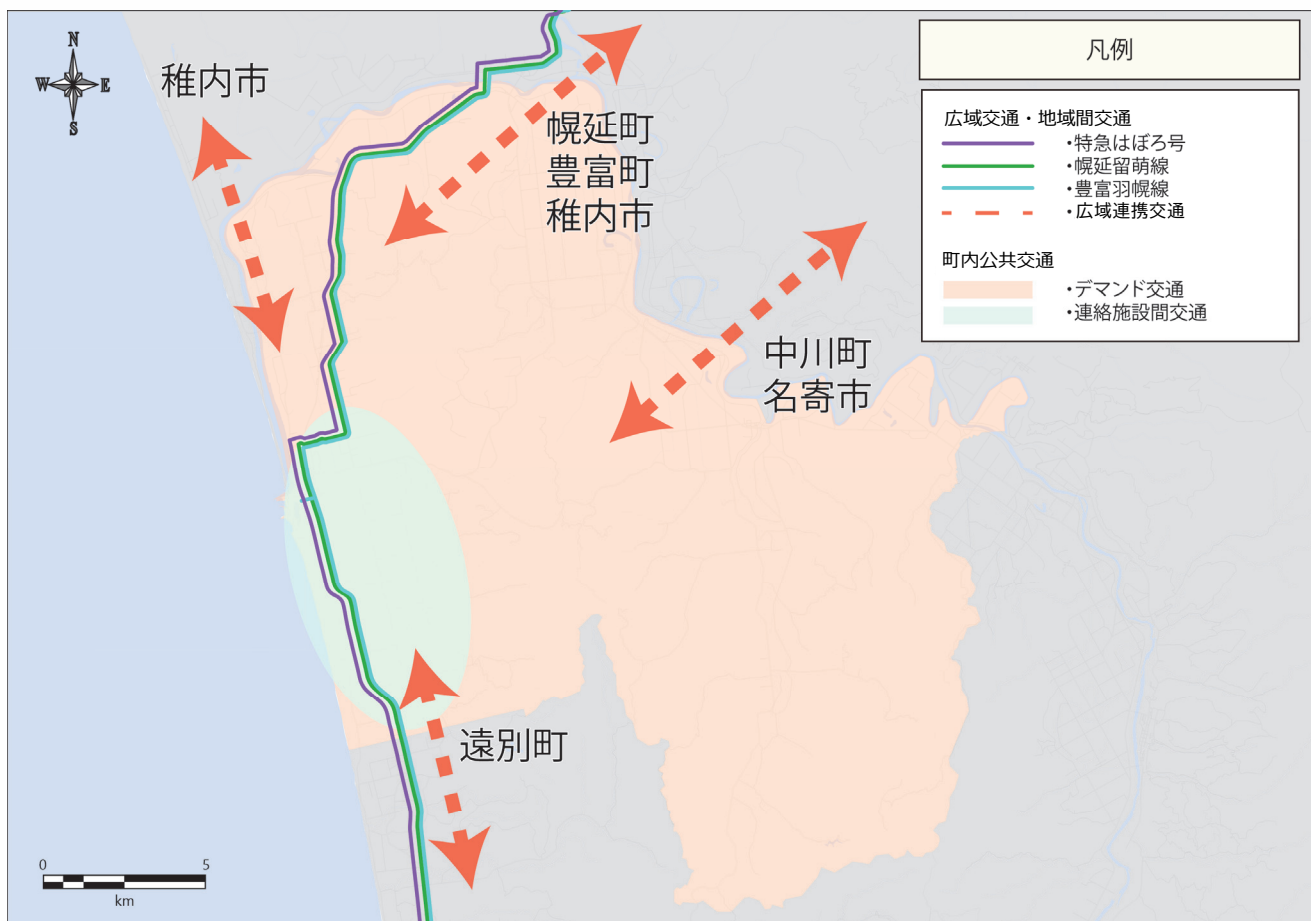 N
W
E
S
稚内市
幌延町
豊富町
稚内市
中川町
名寄市
遠別町
凡例
広域交通・地域間交通
・特急はぼろ号
・幌延留萌線
・豊富羽幌線
・広域連携交通
町内公共交通
・デマンド交通
・連絡施設間交通
0 5
km